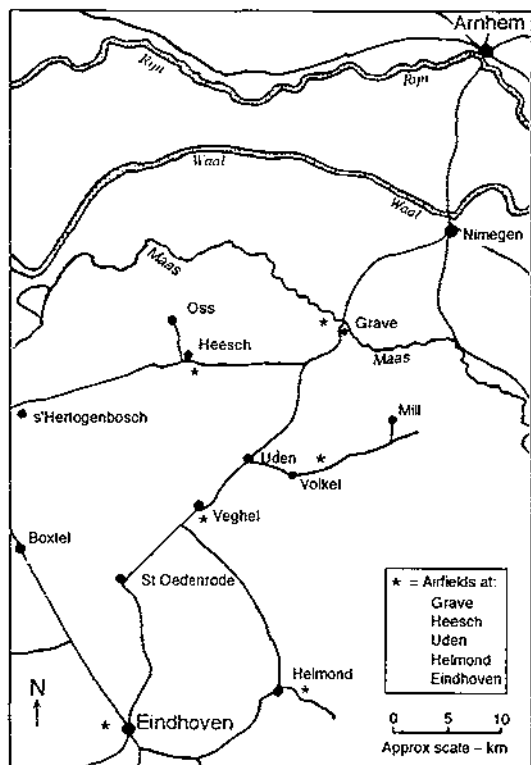 Arnhem
Rijn
Rijn
Waal
Waal
Nimegen
Maas
Oss
Grave
Heesch
Maas
s'Hertogenbosch
Mill
Uden
Volkel
Veghel
Boxtel
St Oedenrode
* = Airfields at:
Grave
Heesch
Uden
Helmond
Eindhoven
Helmond
N
Eindhoven
0 5 10
Approx scale – km